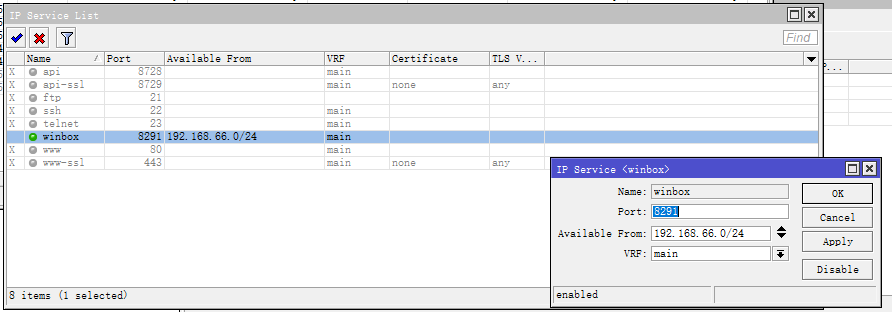 IP Service List
Find
Name / Port Available From VRF Certificate TLS V...
X api 8728 main
X api-ssl 8729 main none any
X ftp 21
X ssh 22 main
X telnet 23 main
winbox 8291 192.168.66.0/24 main
X www 80 main
X www-ssl 443 main none any
8 items (1 selected)
P...
IP Service <winbox>
Name: winbox
Port: 8291
Available From: 192.168.66.0/24
VRF: main
OK
Cancel
Apply
Disable
enabled